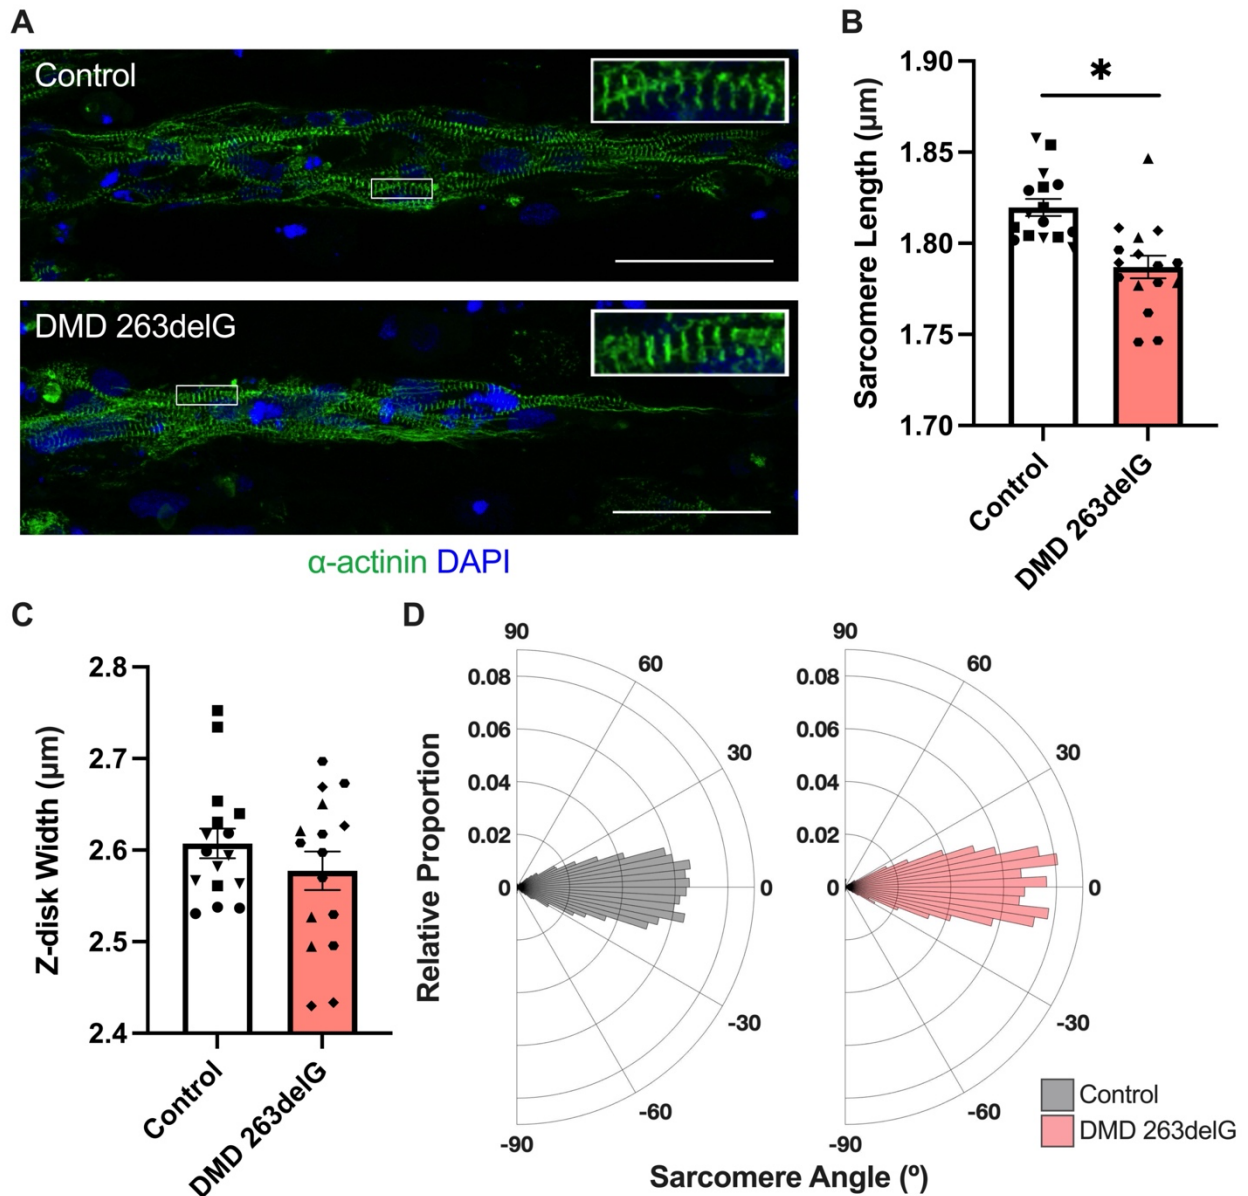 A
Control
DMD 263delG
α-actinin DAPI
B
Sarcomere Length (μm)
1.90
1.85
1.80
1.75
1.70
*
Control
DMD 263delG
C
Z-disk Width (μm)
2.8
2.7
2.6
2.5
2.4
Control
DMD 263delG
D
Relative Proportion
90
60
30
0
-30
-60
-90
0.08
0.06
0.04
0.02
0
90
60
30
0
-30
-60
-90
0.08
0.06
0.04
0.02
0
Sarcomere Angle (º)
Control
DMD 263delG